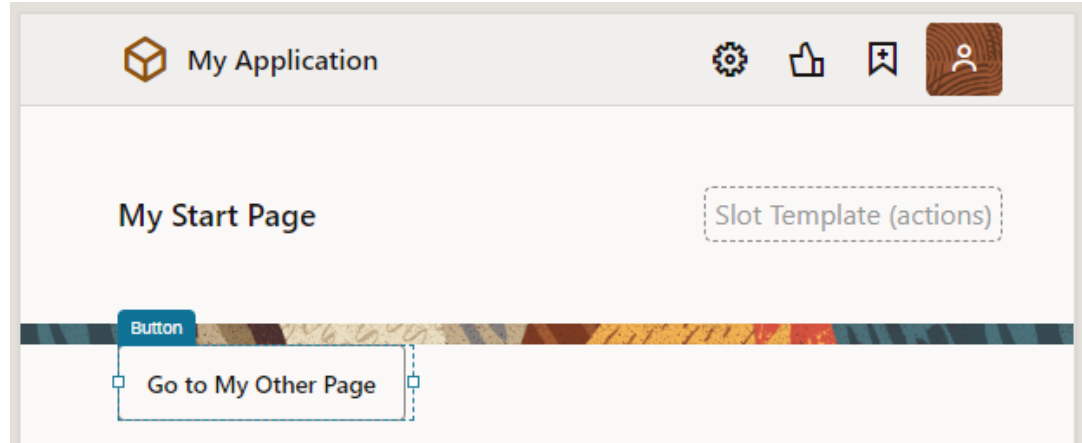 My Application
My Start Page
Slot Template (actions)
Button
Go to My Other Page